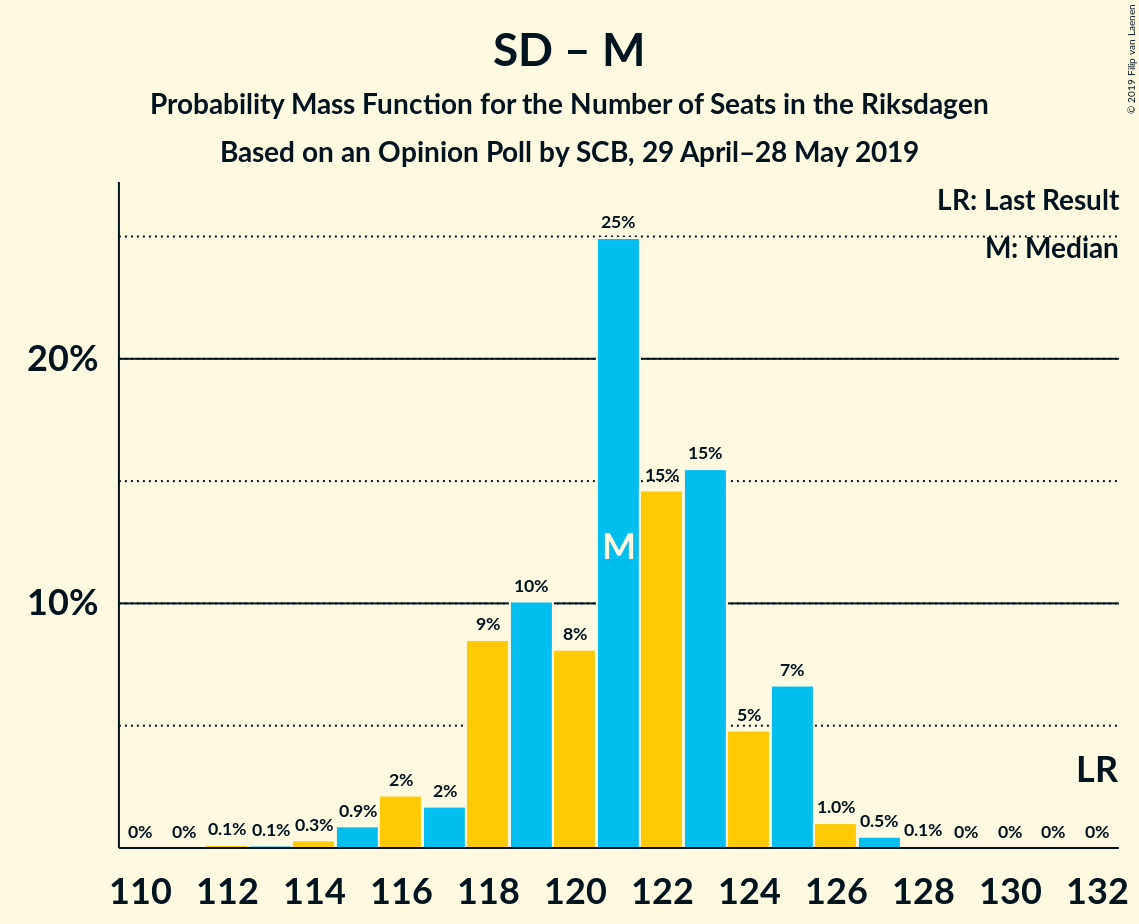 SD – M
Probability Mass Function for the Number of Seats in the Riksdagen
Based on an Opinion Poll by SCB, 29 April–28 May 2019
© 2019 Filip van Laenen
LR: Last Result
M: Median
20%
10%
0% 0% 0.1% 0.1% 0.3% 0.9% 2% 2% 9% 10% 8% 25% 15% 15% 5% 7% 1.0% 0.5% 0.1% 0% 0% 0% 0%
M
LR
110 112 114 116 118 120 122 124 126 128 130 132